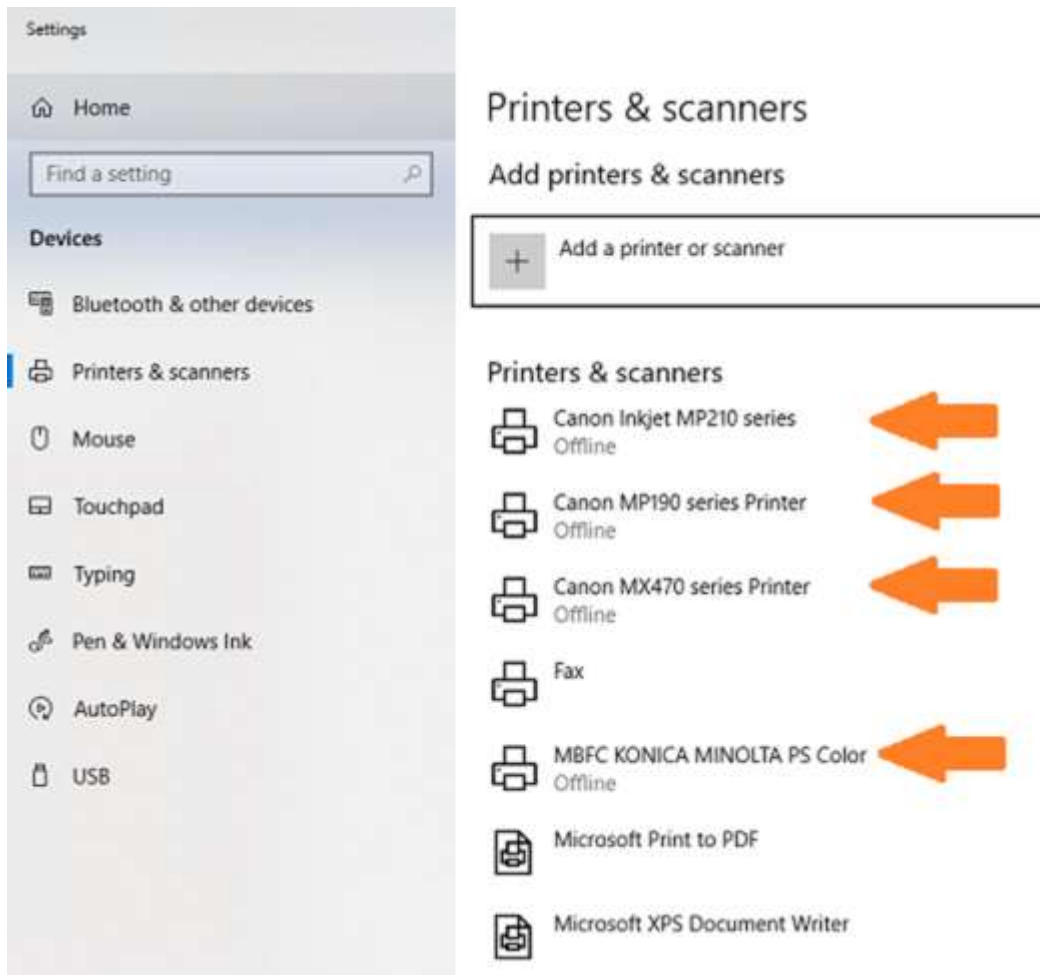 Settings
Home
Find a setting
Devices
Bluetooth & other devices
Printers & scanners
Mouse
Touchpad
Typing
Pen & Windows Ink
AutoPlay
USB
Printers & scanners
Add printers & scanners
Add a printer or scanner
Printers & scanners
Canon Inkjet MP210 series
Offline
Canon MP190 series Printer
Offline
Canon MX470 series Printer
Offline
Fax
MBFC KONICA MINOLTA PS Color
Offline
Microsoft Print to PDF
Microsoft XPS Document Writer